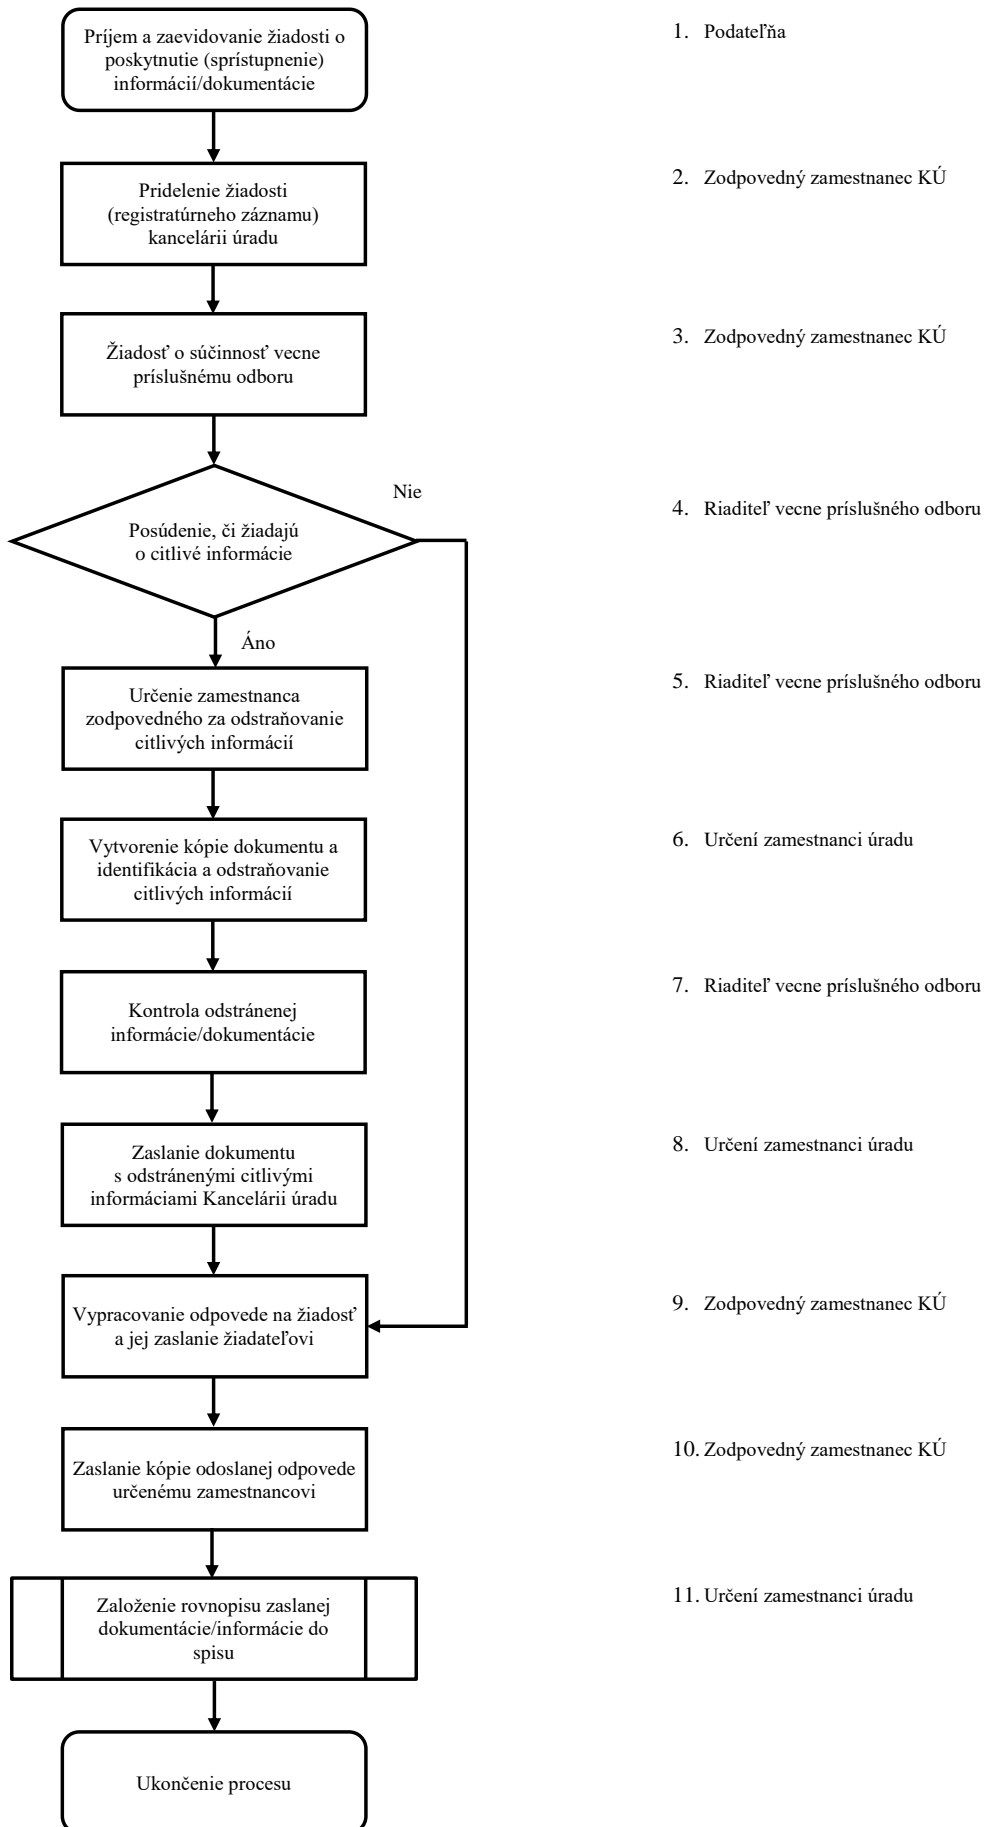 Príjem a zaevidovanie žiadosti o
poskytnutie (sprístupnenie)
informácií/dokumentácie
1. Podateľňa
Pridelenie žiadosti
(registratúrneho záznamu)
kancelárii úradu
2. Zodpovedný zamestnanec KÚ
Žiadosť o súčinnosť vecne
príslušnému odboru
3. Zodpovedný zamestnanec KÚ
Posúdenie, či žiadajú
o citlivé informácie
Nie
Áno
4. Riaditeľ vecne príslušného odboru
Určenie zamestnanca
zodpovedného za odstraňovanie
citlivých informácií
5. Riaditeľ vecne príslušného odboru
Vytvorenie kópie dokumentu a
identifikácia a odstraňovanie
citlivých informácií
6. Určení zamestnanci úradu
Kontrola odstránenej
informácie/dokumentácie
7. Riaditeľ vecne príslušného odboru
Zaslanie dokumentu
s odstránenými citlivými
informáciami Kancelárii úradu
8. Určení zamestnanci úradu
Vypracovanie odpovede na žiadosť
a jej zaslanie žiadateľovi
9. Zodpovedný zamestnanec KÚ
Zaslanie kópie odoslanej odpovede
určenému zamestnancovi
10. Zodpovedný zamestnanec KÚ
Založenie rovnopisu zaslanej
dokumentácie/informácie do
spisu
11. Určení zamestnanci úradu
Ukončenie procesu